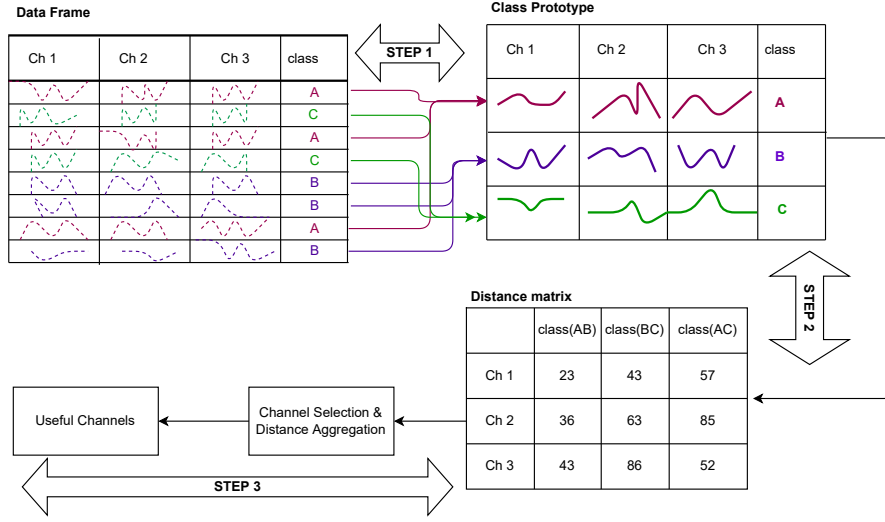 Data Frame
Ch 1 Ch 2 Ch 3 class
A
C
A
C
B
B
A
B
STEP 1
Class Prototype
Ch 1 Ch 2 Ch 3 class
A
B
C
STEP 2
Distance matrix
class(AB) class(BC) class(AC)
Ch 1 23 43 57
Ch 2 36 63 85
Ch 3 43 86 52
Channel Selection &
Distance Aggregation
Useful Channels
STEP 3